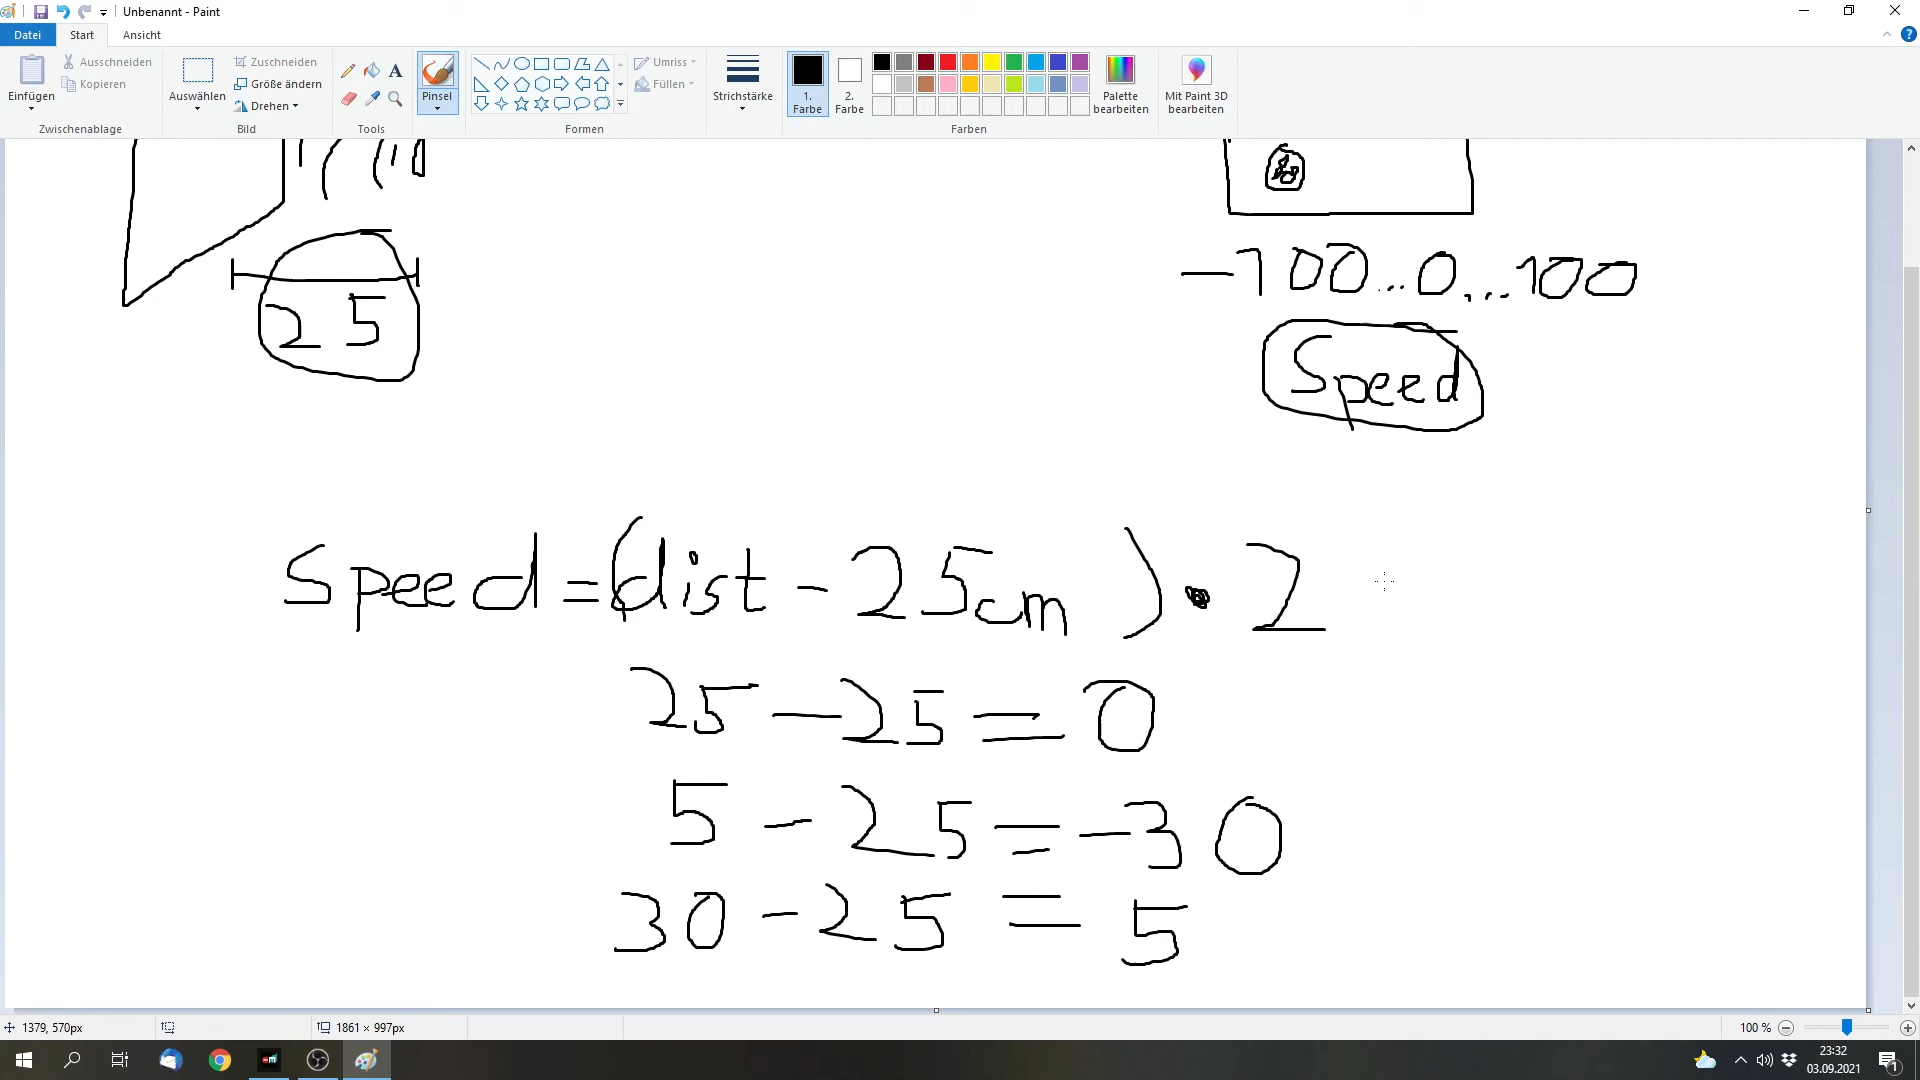 Unbenannt - Paint
Datei Start Ansicht
Einfügen
Ausschneiden
Kopieren
Zwischenablage
Auswählen
Zuschneiden
Größe ändern
Drehen
Bild
Tools
Pinsel
Umriss
Füllen
Formen
Strichstärke
1. Farbe
2. Farbe
Palette bearbeiten
Farben
Mit Paint 3D bearbeiten
25
-100...0...100
Speed
Speed=(dist - 25cm) • 2
25 - 25 = 0
5 - 25 = -30
30 - 25 = 5
1379, 570px
1861 × 997px
100 %
23:32
03.09.2021